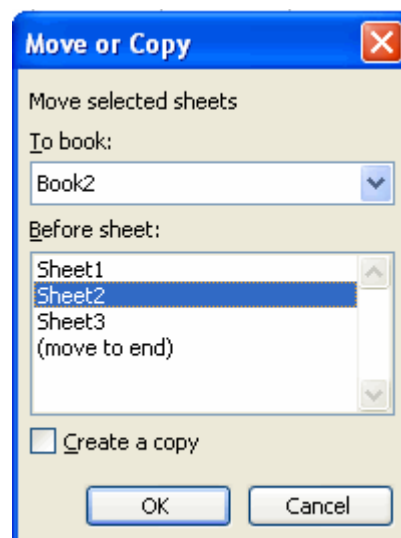 Move or Copy
Move selected sheets
To book:
Book2
Before sheet:
Sheet1
Sheet2
Sheet3
(move to end)
Create a copy
OK Cancel